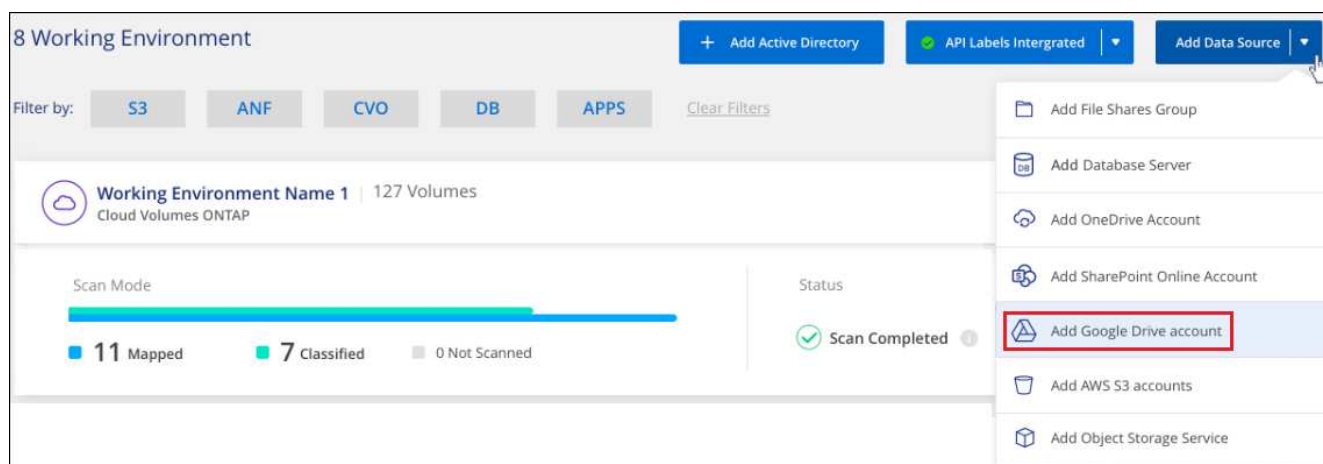 8 Working Environment
+ Add Active Directory
API Labels Intergrated
Add Data Source
Filter by:
S3
ANF
CVO
DB
APPS
Clear Filters
Working Environment Name 1 | 127 Volumes
Cloud Volumes ONTAP
Scan Mode
11 Mapped
7 Classified
0 Not Scanned
Status
Scan Completed
Add File Shares Group
DB
Add Database Server
Add OneDrive Account
Add SharePoint Online Account
Add Google Drive account
Add AWS S3 accounts
Add Object Storage Service